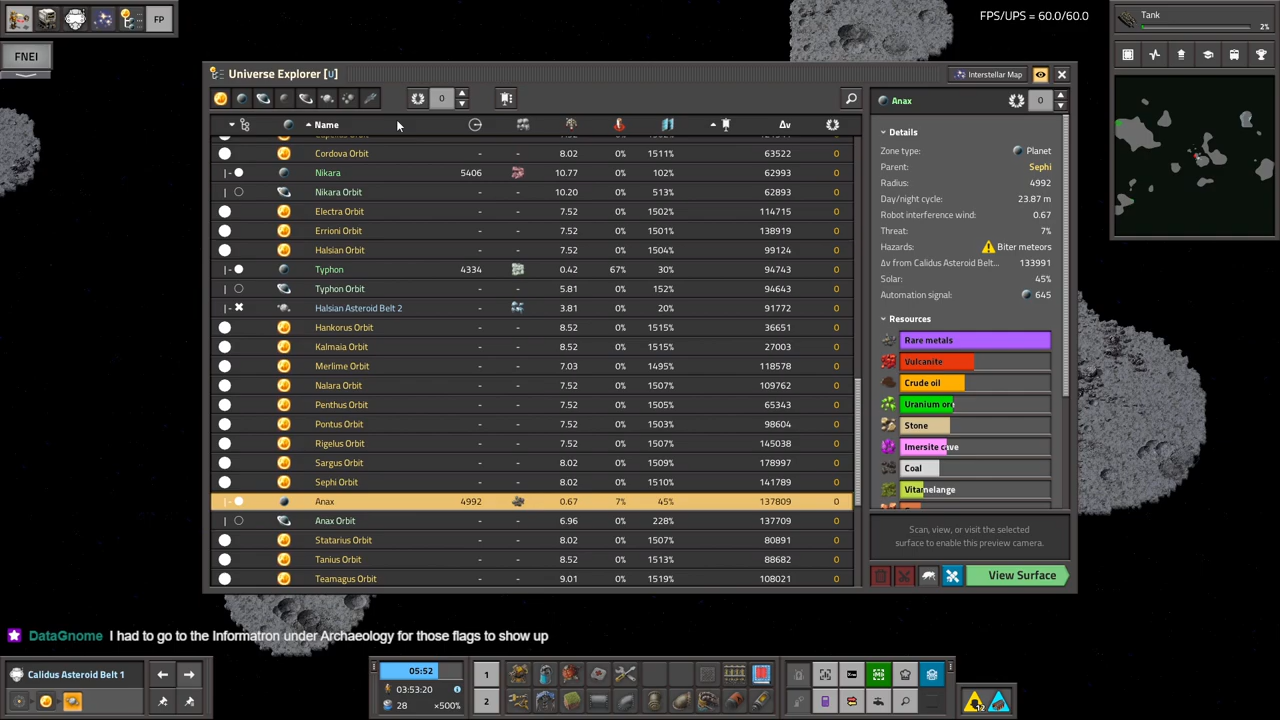 FP
FPS/UPS = 60.0/60.0
Tank
2%
FNEI
Universe Explorer [U]
Interstellar Map
0
Anax
0
Name
Δv
Details
Cordova Orbit - - 8.02 0% 1511% 63522 0
Zone type: Planet
Nikara 5406 10.77 0% 102% 62993 0
Parent: Sephi
Nikara Orbit - - 10.20 0% 513% 62893 0
Radius: 4992
Electra Orbit - - 7.52 0% 1502% 114715 0
Day/night cycle: 23.87 m
Robot interference wind: 0.67
Errioni Orbit - - 7.52 0% 1501% 138919 0
Threat: 7%
Halsian Orbit - - 7.52 0% 1504% 99124 0
Hazards: Biter meteors
Typhon 4334 0.42 67% 30% 94743 0
Δv from Calidus Asteroid Belt... 133991
Solar: 45%
Typhon Orbit - - 5.81 0% 152% 94643 0
Automation signal: 645
Halsian Asteroid Belt 2 - 3.81 0% 20% 91772 0
Resources
Hankorus Orbit - - 8.52 0% 1515% 36651 0
Rare metals
Kalmaia Orbit - - 8.52 0% 1515% 27003 0
Vulcanite
Merlime Orbit - - 7.03 0% 1495% 118578 0
Crude oil
Nalara Orbit - - 7.52 0% 1507% 109762 0
Uranium ore
Penthus Orbit - - 7.52 0% 1505% 65343 0
Stone
Pontus Orbit - - 7.52 0% 1503% 98604 0
Imersite cave
Rigelus Orbit - - 7.52 0% 1507% 145038 0
Coal
Sargus Orbit - - 8.02 0% 1509% 178997 0
Vitamelange
Sephi Orbit - - 8.02 0% 1510% 141789 0
Anax 4992 0.67 7% 45% 137809 0
Anax Orbit - - 6.96 0% 228% 137709 0
Scan, view, or visit the selected
surface to enable this preview camera.
Statarius Orbit - - 8.02 0% 1507% 80891 0
Tanius Orbit - - 8.52 0% 1513% 88682 0
Teamagus Orbit - - 9.01 0% 1519% 108021 0
View Surface
DataGnome I had to go to the Informatron under Archaeology for those flags to show up
Calidus Asteroid Belt 1
05:52
03:53:20
28 ×500%
1
2